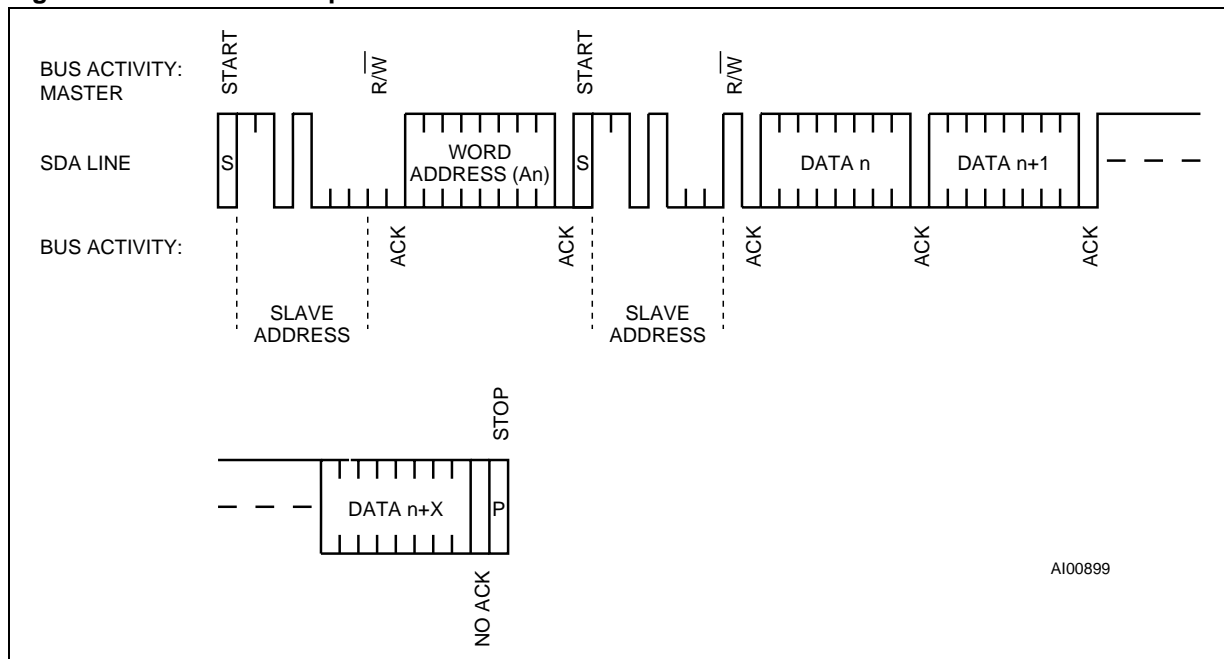 START
R/W
START
R/W
BUS ACTIVITY:
MASTER
SDA LINE
S
WORD
ADDRESS (An)
S
DATA n
DATA n+1
BUS ACTIVITY:
ACK
ACK
ACK
ACK
ACK
SLAVE
ADDRESS
SLAVE
ADDRESS
STOP
DATA n+X
P
NO ACK
AI00899